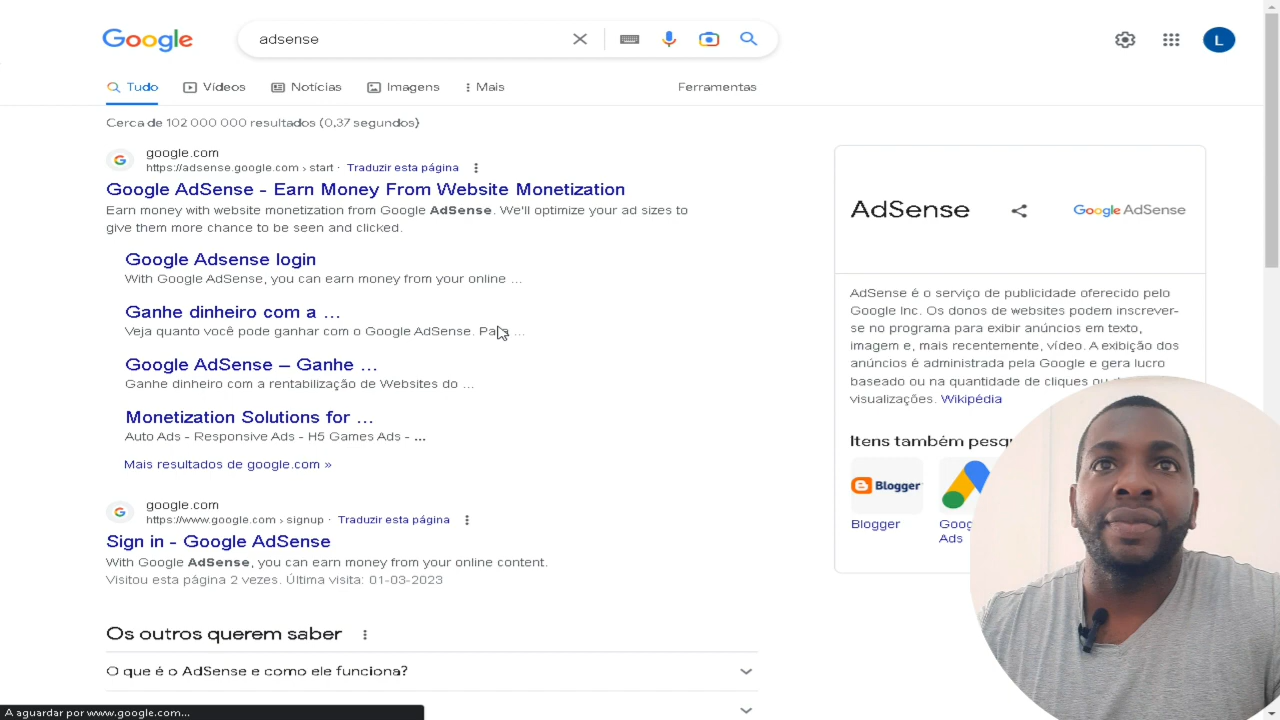 Google
adsense
L
Tudo
Vídeos
Notícias
Imagens
Mais
Ferramentas
Cerca de 102 000 000 resultados (0,37 segundos)
google.com
https://adsense.google.com › start · Traduzir esta página
Google AdSense - Earn Money From Website Monetization
Earn money with website monetization from Google AdSense. We'll optimize your ad sizes to
give them more chance to be seen and clicked.
Google Adsense login
With Google AdSense, you can earn money from your online ...
Ganhe dinheiro com a ...
Veja quanto você pode ganhar com o Google AdSense. Para ...
Google AdSense – Ganhe ...
Ganhe dinheiro com a rentabilização de Websites do ...
Monetization Solutions for ...
Auto Ads - Responsive Ads - H5 Games Ads - ...
Mais resultados de google.com »
google.com
https://www.google.com › signup · Traduzir esta página
Sign in - Google AdSense
With Google AdSense, you can earn money from your online content.
Visitou esta página 2 vezes. Última visita: 01-03-2023
Os outros querem saber
O que é o AdSense e como ele funciona?
A aguardar por www.google.com...
AdSense
Google AdSense
AdSense é o serviço de publicidade oferecido pelo
Google Inc. Os donos de websites podem inscrever-
se no programa para exibir anúncios em texto,
imagem e, mais recentemente, vídeo. A exibição dos
anúncios é administrada pela Google e gera lucro
baseado ou na quantidade de cliques ou
visualizações. Wikipédia
Itens também
Blogger
Blogger
Ads